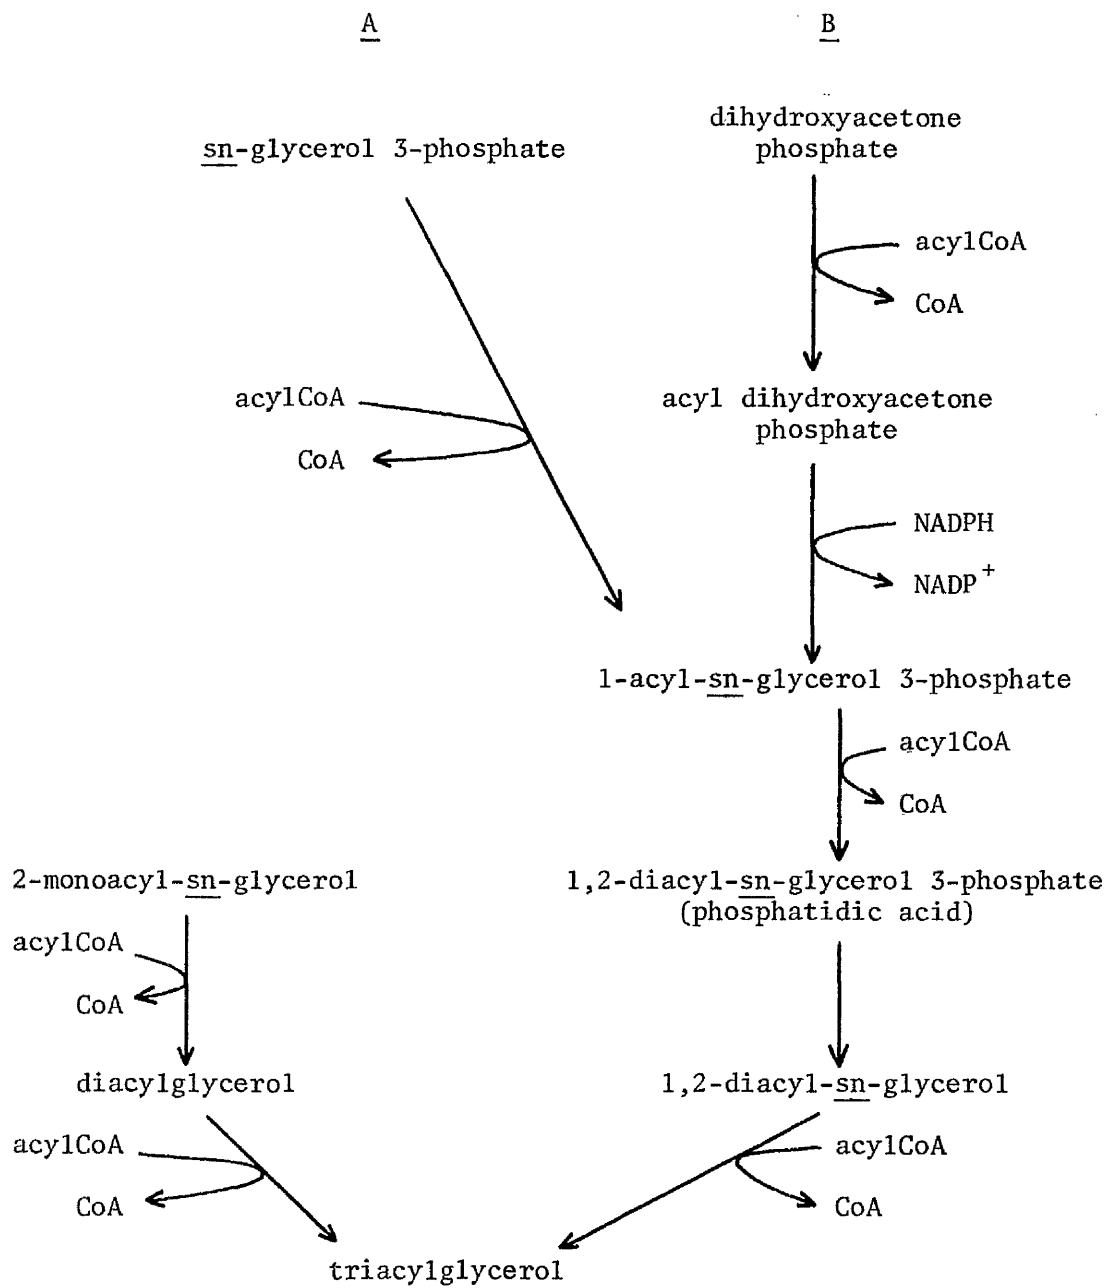 A
B
sn-glycerol 3-phosphate
dihydroxyacetone
phosphate
acylCoA
CoA
acylCoA
CoA
acyl dihydroxyacetone
phosphate
NADPH
NADP+
1-acyl-sn-glycerol 3-phosphate
acylCoA
CoA
2-monoacyl-sn-glycerol
1,2-diacyl-sn-glycerol 3-phosphate
(phosphatidic acid)
acylCoA
CoA
diacylglycerol
1,2-diacyl-sn-glycerol
acylCoA
CoA
acylCoA
CoA
triacylglycerol